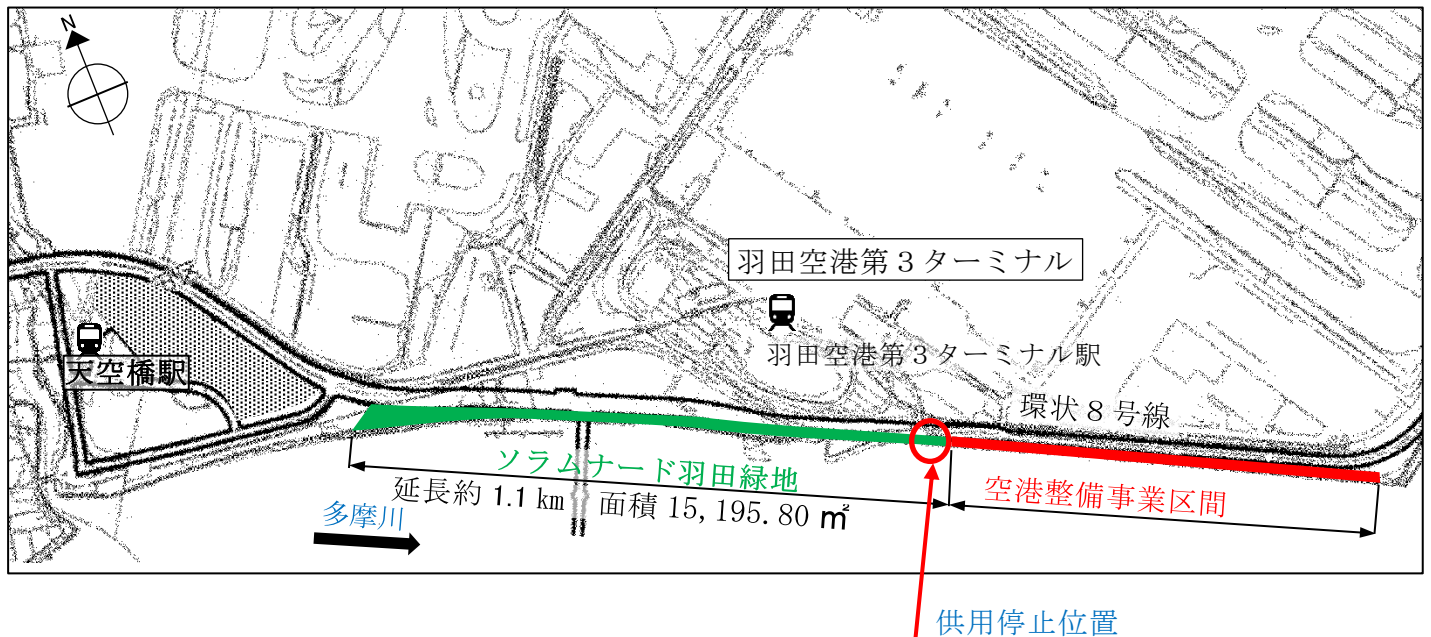 N
羽田空港第3ターミナル
天空橋駅
羽田空港第3ターミナル駅
環状8号線
ソラムナード羽田緑地
延長約 1.1 km 面積 15,195.80 ㎡
空港整備事業区間
多摩川
供用停止位置